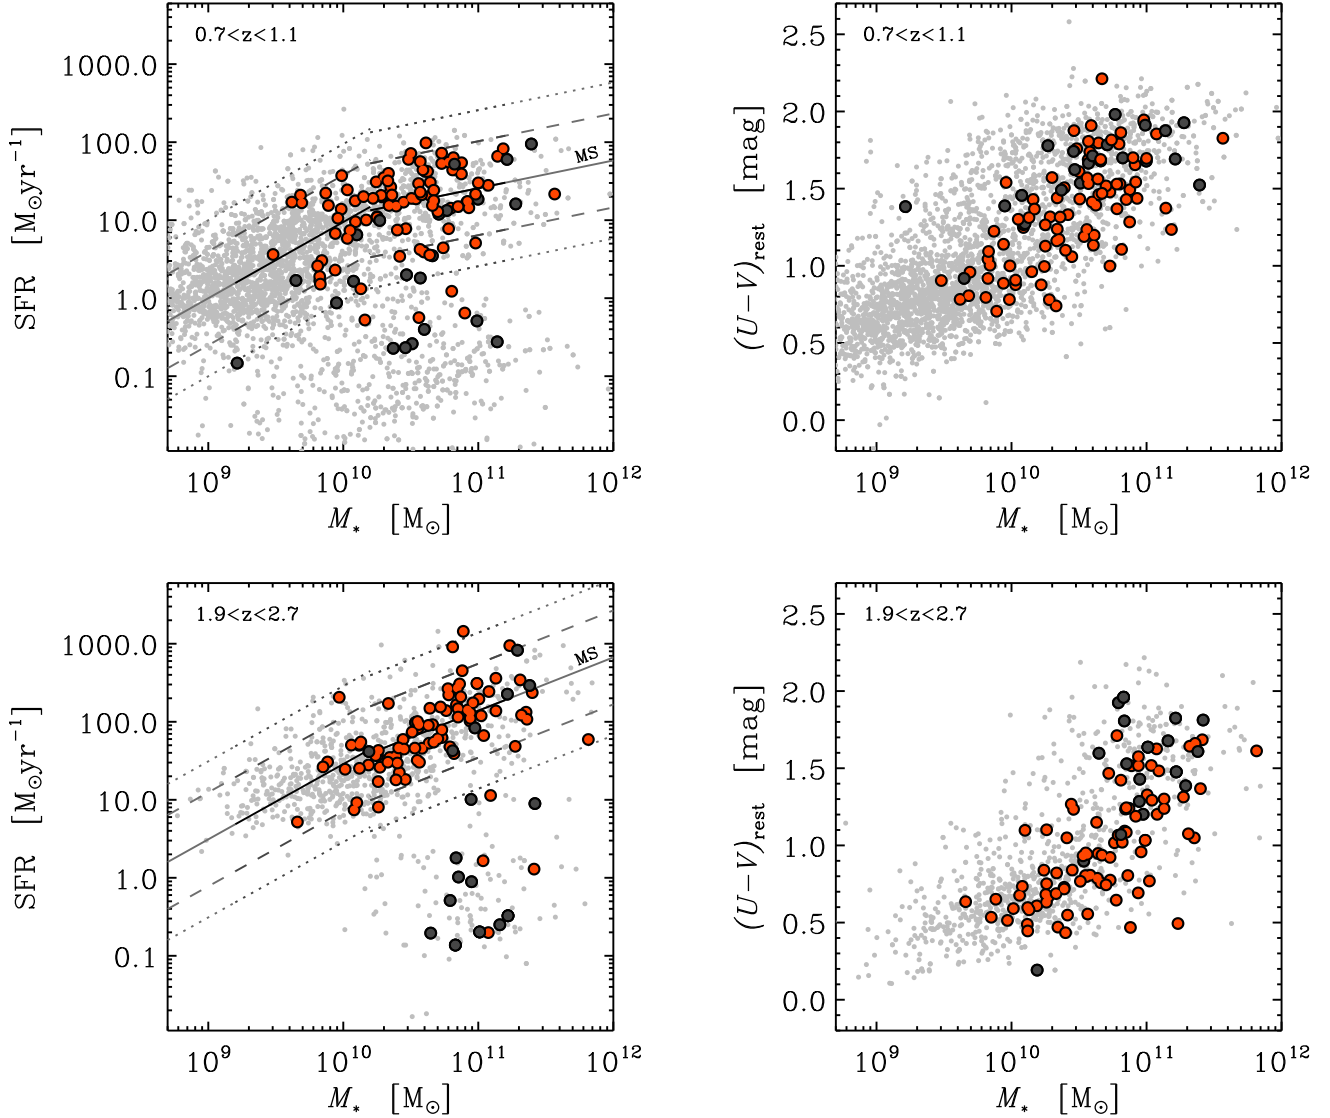 0.7<z<1.1
1000.0
100.0
10.0
1.0
0.1
SFR [M⊙yr⁻¹]
MS
10⁹ 10¹⁰ 10¹¹ 10¹²
M* [M⊙]
0.7<z<1.1
2.5
2.0
1.5
1.0
0.5
0.0
(U−V)rest [mag]
10⁹ 10¹⁰ 10¹¹ 10¹²
M* [M⊙]
1.9<z<2.7
1000.0
100.0
10.0
1.0
0.1
SFR [M⊙yr⁻¹]
MS
10⁹ 10¹⁰ 10¹¹ 10¹²
M* [M⊙]
1.9<z<2.7
2.5
2.0
1.5
1.0
0.5
0.0
(U−V)rest [mag]
10⁹ 10¹⁰ 10¹¹ 10¹²
M* [M⊙]